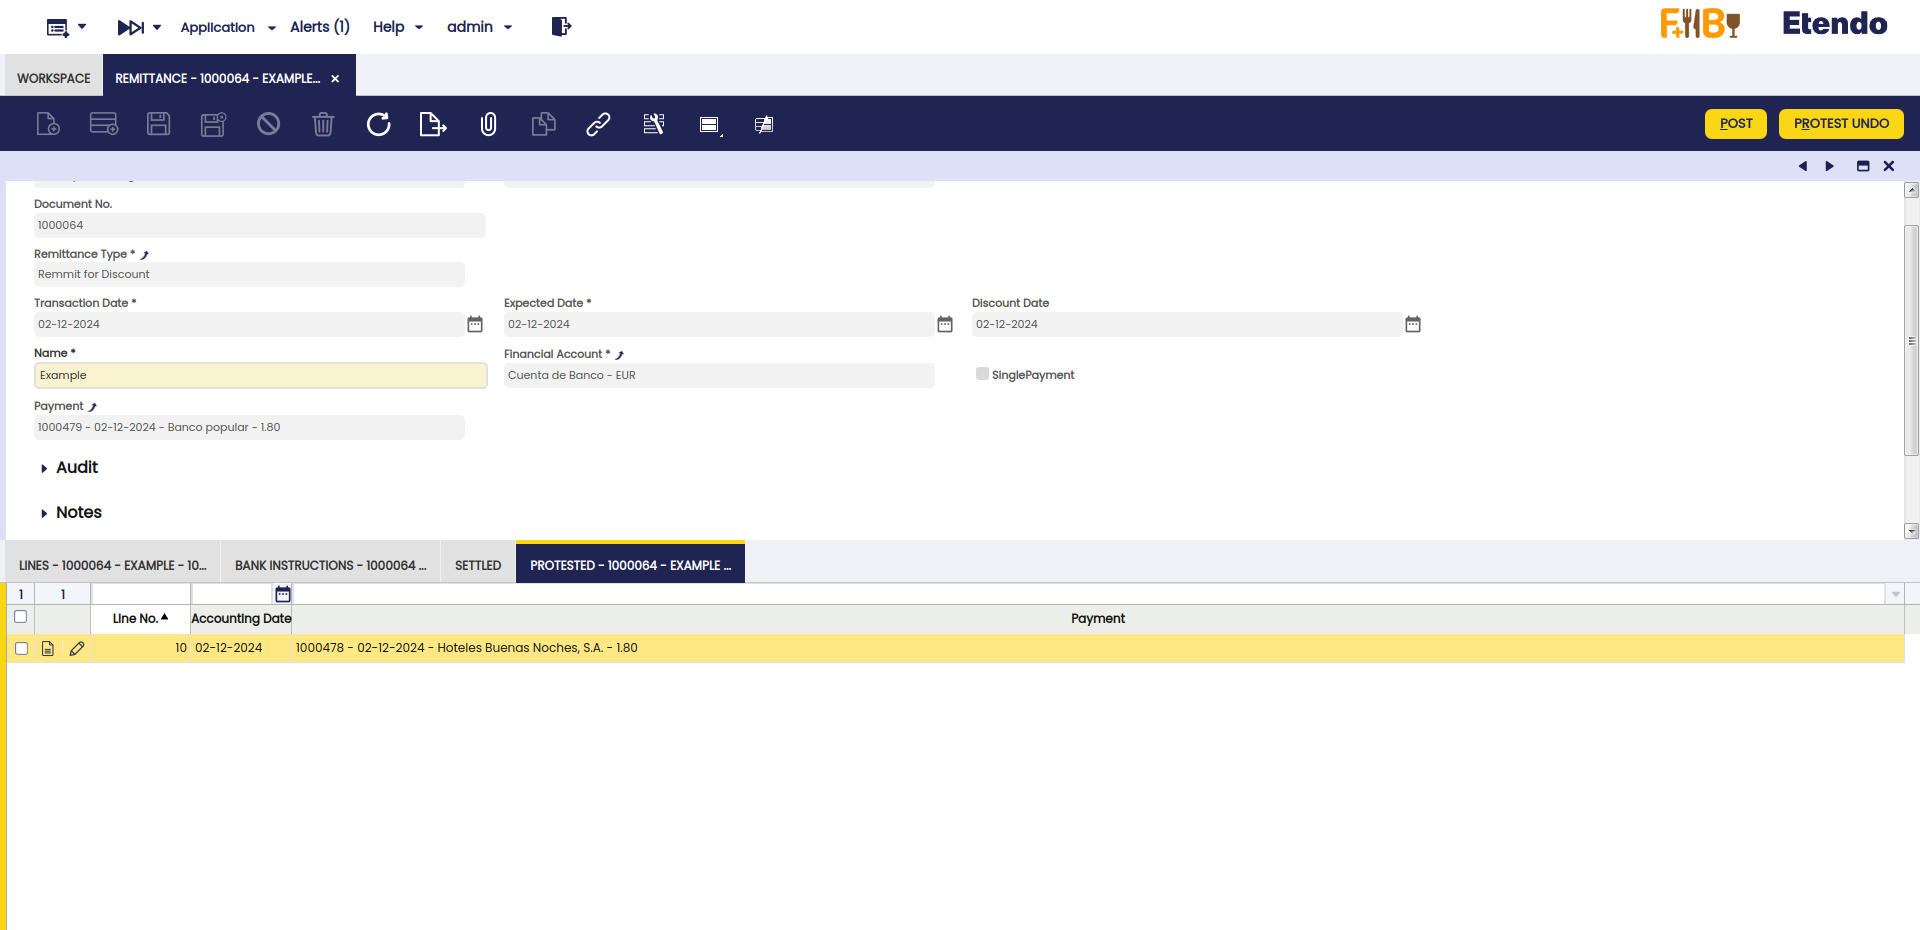 Application
Alerts (1)
Help
admin
F+B
Etendo
WORKSPACE
REMITTANCE - 1000064 - EXAMPLE...
POST
PROTEST UNDO
Document No.
1000064
Remittance Type *
Remmit for Discount
Transaction Date *
Expected Date *
Discount Date
02-12-2024
02-12-2024
02-12-2024
Name *
Financial Account *
Example
Cuenta de Banco - EUR
SinglePayment
Payment
1000479 - 02-12-2024 - Banco popular - 1.80
Audit
Notes
LINES - 1000064 - EXAMPLE - 10...
BANK INSTRUCTIONS - 1000064 ...
SETTLED
PROTESTED - 1000064 - EXAMPLE ...
1
1
Line No.
Accounting Date
Payment
10
02-12-2024
1000478 - 02-12-2024 - Hoteles Buenas Noches, S.A. - 1.80